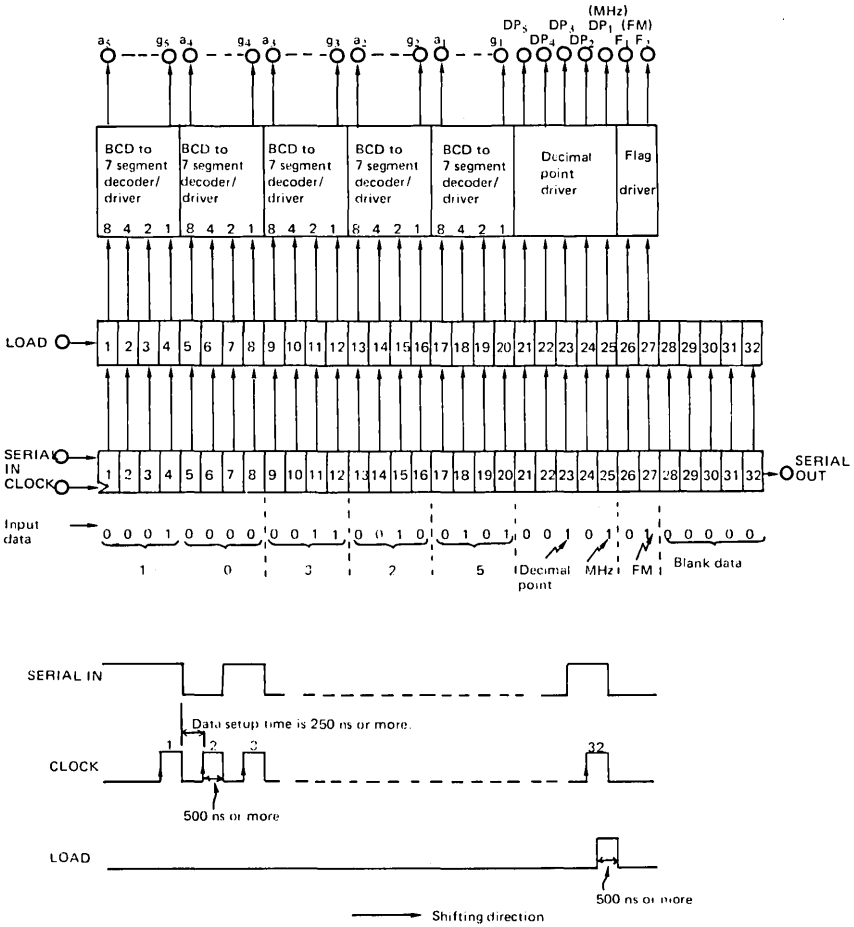 (MHz)
DP₅ DP₄ DP₃ DP₂ DP₁ (FM)
a₅ g₅ a₄ g₄ a₃ g₃ a₂ g₂ a₁ g₁ F₁ F₂
BCD to 7 segment decoder/ driver
BCD to 7 segment decoder/ driver
BCD to 7 segment decoder/ driver
BCD to 7 segment decoder/ driver
BCD to 7 segment decoder/ driver
Decimal point driver
Flag driver
8 4 2 1 8 4 2 1 8 4 2 1 8 4 2 1 8 4 2 1
LOAD
1 2 3 4 5 6 7 8 9 10 11 12 13 14 15 16 17 18 19 20 21 22 23 24 25 26 27 28 29 30 31 32
SERIAL IN
CLOCK
1 2 3 4 5 6 7 8 9 10 11 12 13 14 15 16 17 18 19 20 21 22 23 24 25 26 27 28 29 30 31 32
SERIAL OUT
Input data
0 0 0 1 0 0 0 0 0 0 1 1 0 0 1 0 0 1 0 1 0 0 1 0 1 0 1 0 0 0 0 0
1 0 3 2 5 Decimal point MHz FM Blank data
SERIAL IN
Data setup time is 250 ns or more.
1 2 3 32
CLOCK
500 ns or more
LOAD
500 ns or more
Shifting direction